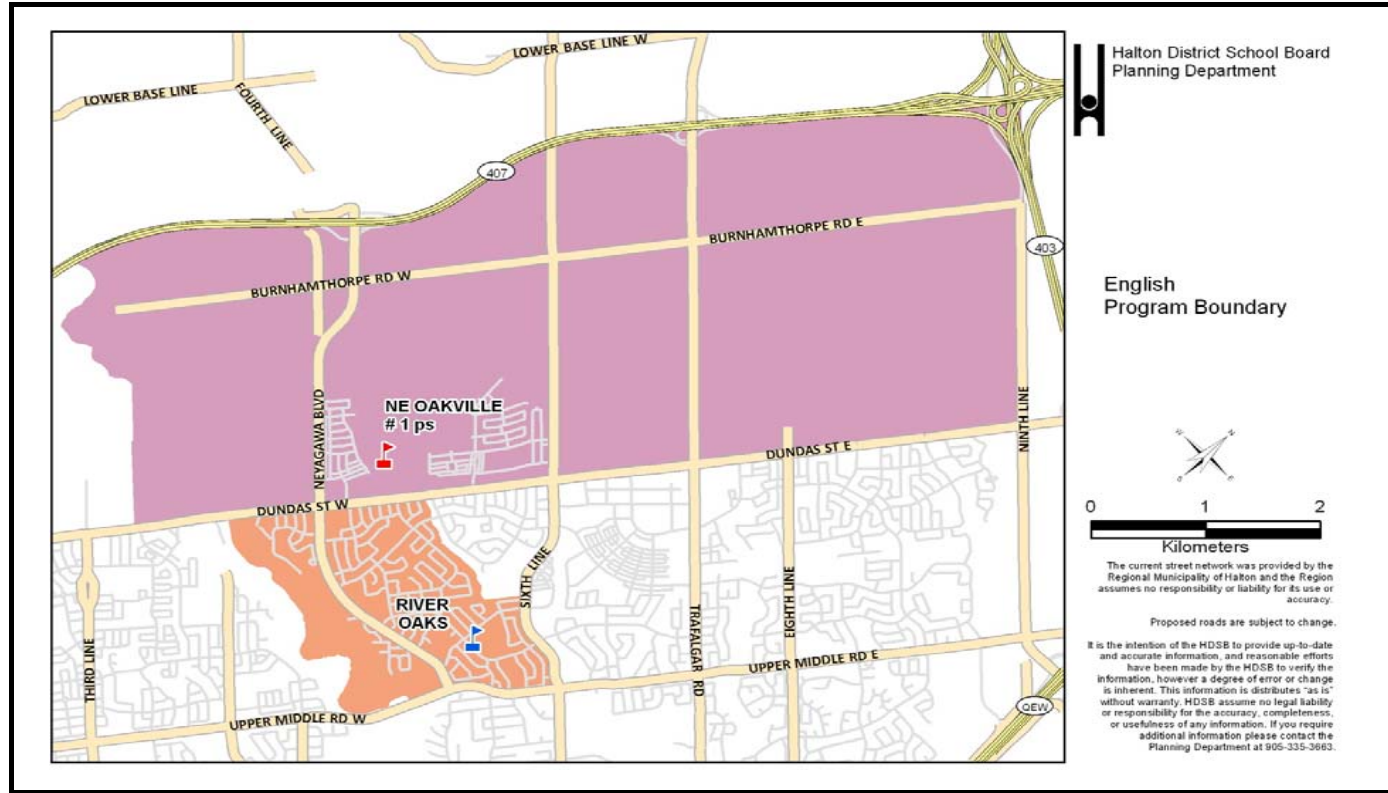 LOWER BASE LINE W
LOWER BASE LINE
FOURTH LINE
407
BURNHAMTHORPE RD E
BURNHAMTHORPE RD W
403
NEYAGAWA BLVD
NE OAKVILLE
# 1 ps
NINTH LINE
DUNDAS ST E
DUNDAS ST W
SIXTH LINE
RIVER
OAKS
TRAFALGAR RD
EIGHTH LINE
THIRD LINE
UPPER MIDDLE RD E
UPPER MIDDLE RD W
QEW
Halton District School Board
Planning Department
English
Program Boundary
0 1 2
Kilometers
The current street network was provided by the
Regional Municipality of Halton and the Region
assumes no responsibility or liability for its use or
accuracy.
Proposed roads are subject to change.
It is the intention of the HDSB to provide up-to-date
and accurate information, and reasonable efforts
have been made by the HDSB to verify the
information, however a degree of error or change
is inherent. This information is distributes "as is"
without warranty. HDSB assume no legal liability
or responsibility for the accuracy, completeness,
or usefulness of any information. If you require
additional information please contact the
Planning Department at 905-335-3663.